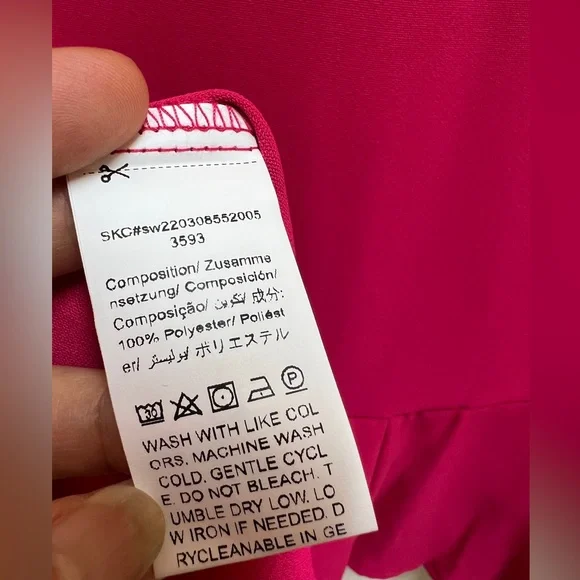 SKC#sw220308552005
3593
Composition/ Zusamme
nsetzung/ Composición/
Composição/ تكوين/ 成分:
100% Polyester/ Poliést
er/ بوليستر/ ポリエステル
30
P
WASH WITH LIKE COL
ORS. MACHINE WASH
COLD. GENTLE CYCL
E. DO NOT BLEACH. T
UMBLE DRY LOW. LO
W IRON IF NEEDED. D
RYCLEANABLE IN GE